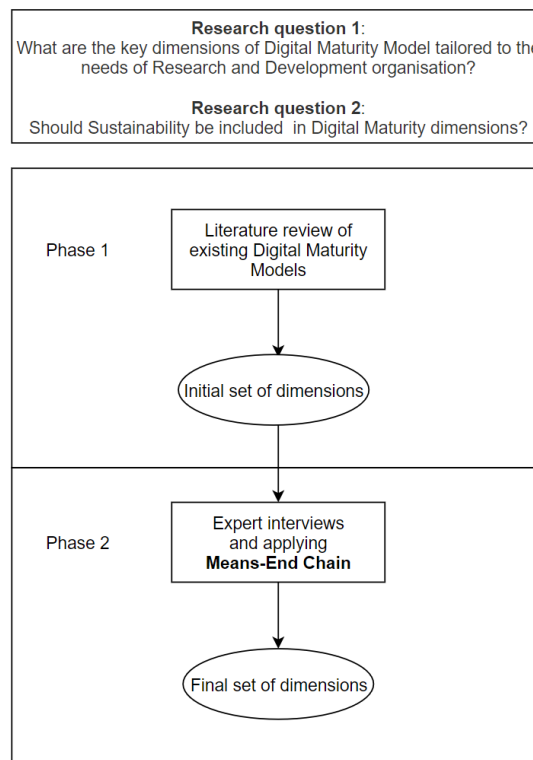 Research question 1:
What are the key dimensions of Digital Maturity Model tailored to the
needs of Research and Development organisation?
Research question 2:
Should Sustainability be included in Digital Maturity dimensions?
Phase 1
Literature review of
existing Digital Maturity
Models
Initial set of dimensions
Phase 2
Expert interviews
and applying
Means-End Chain
Final set of dimensions